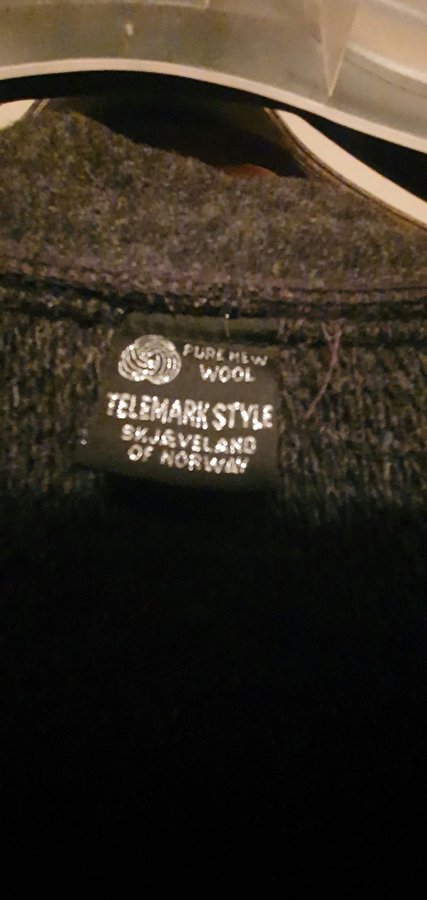 PURE NEW
WOOL
TELEMARK STYLE
SKJÆVELAND
OF NORWAY